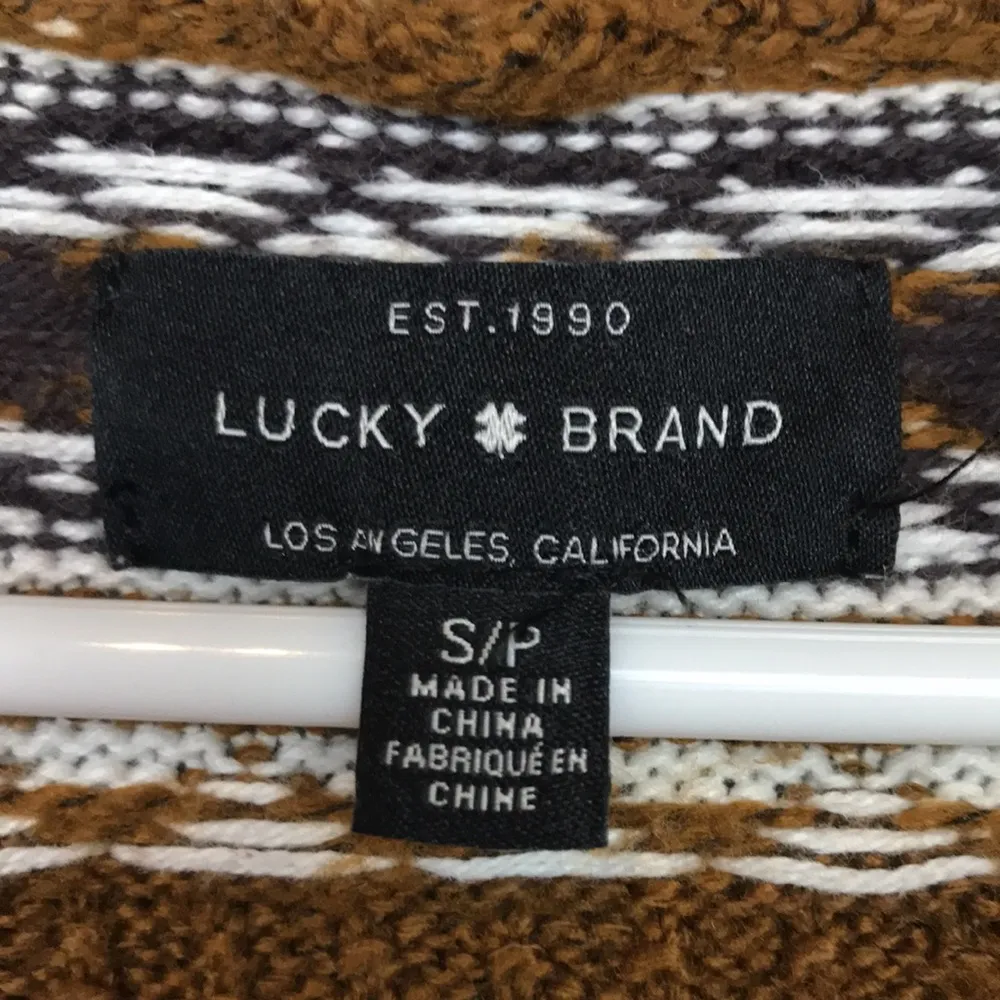 EST.1990
LUCKY BRAND
LOS ANGELES, CALIFORNIA
S/P
MADE IN
CHINA
FABRIQUÉ EN
CHINE